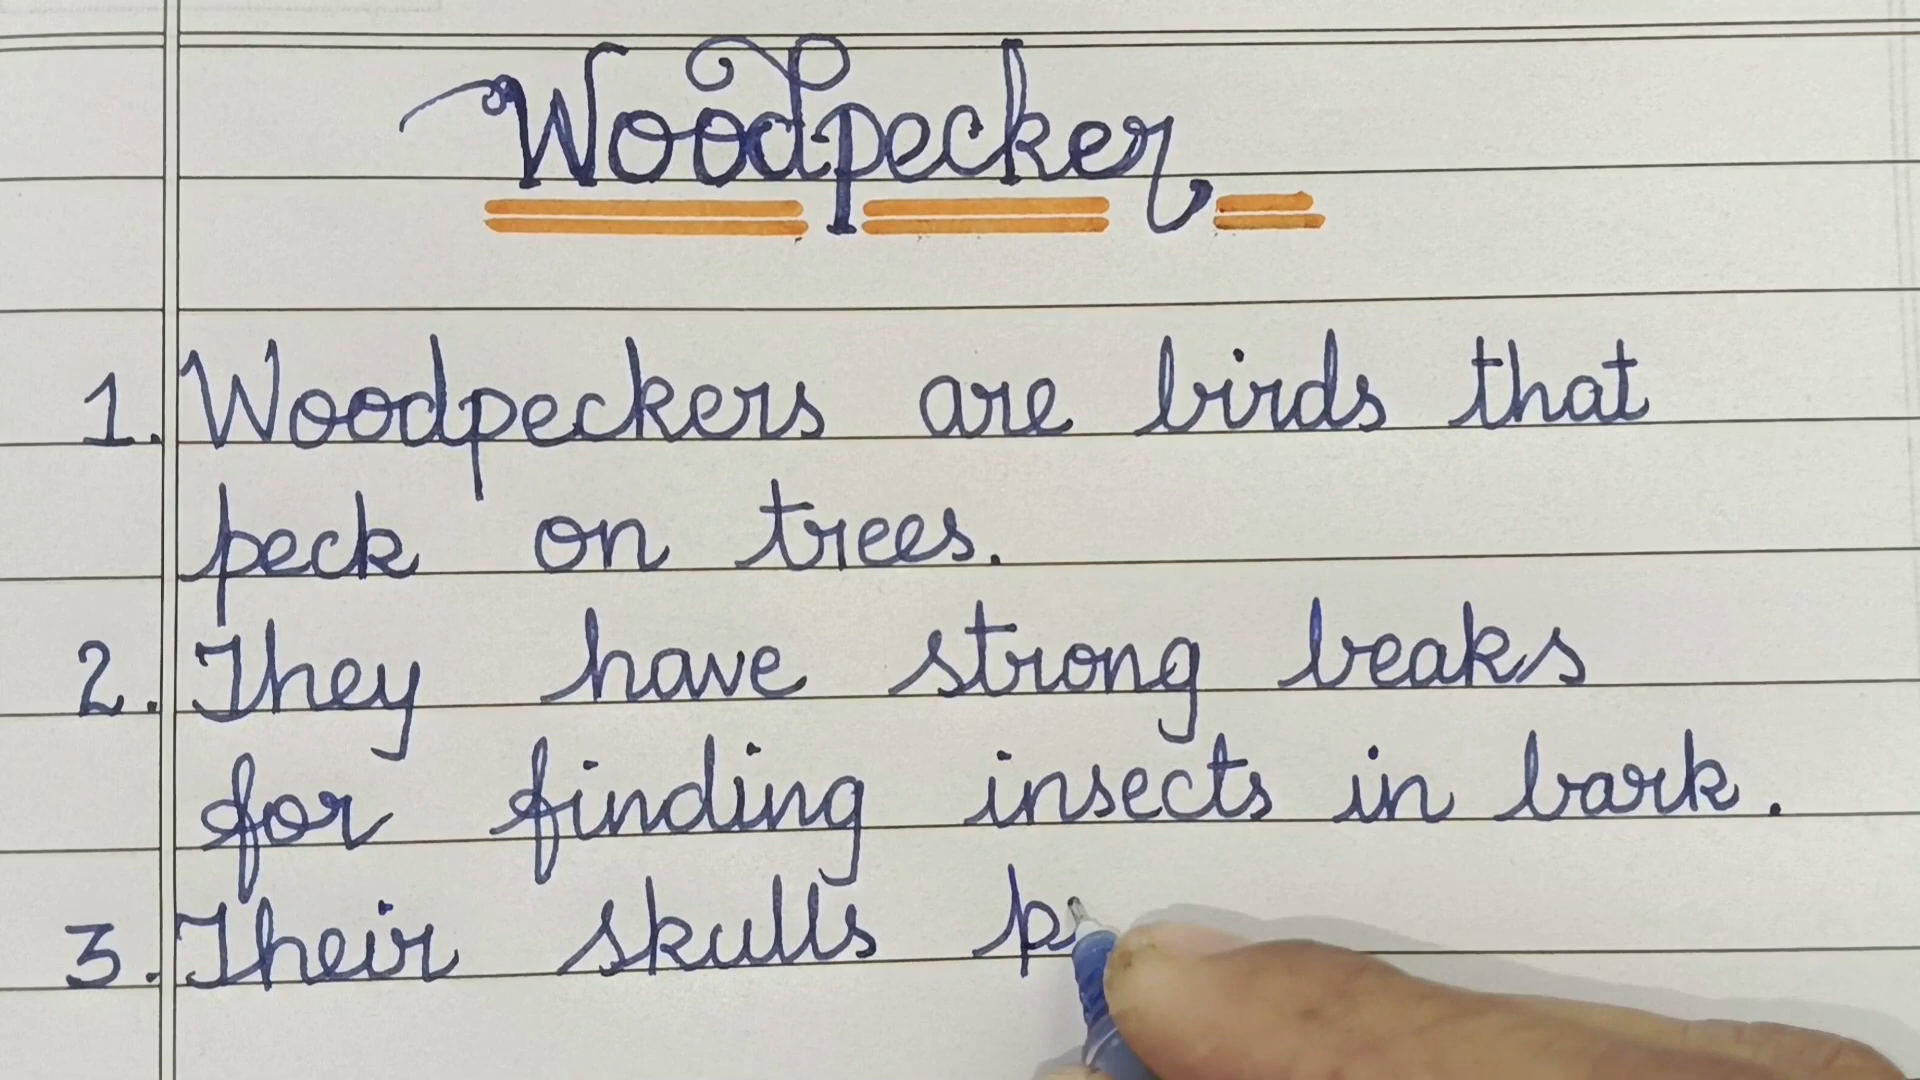 Woodpecker
1. Woodpeckers are birds that
peck on trees.
2. They have strong beaks
for finding insects in bark.
3. Their skulls p